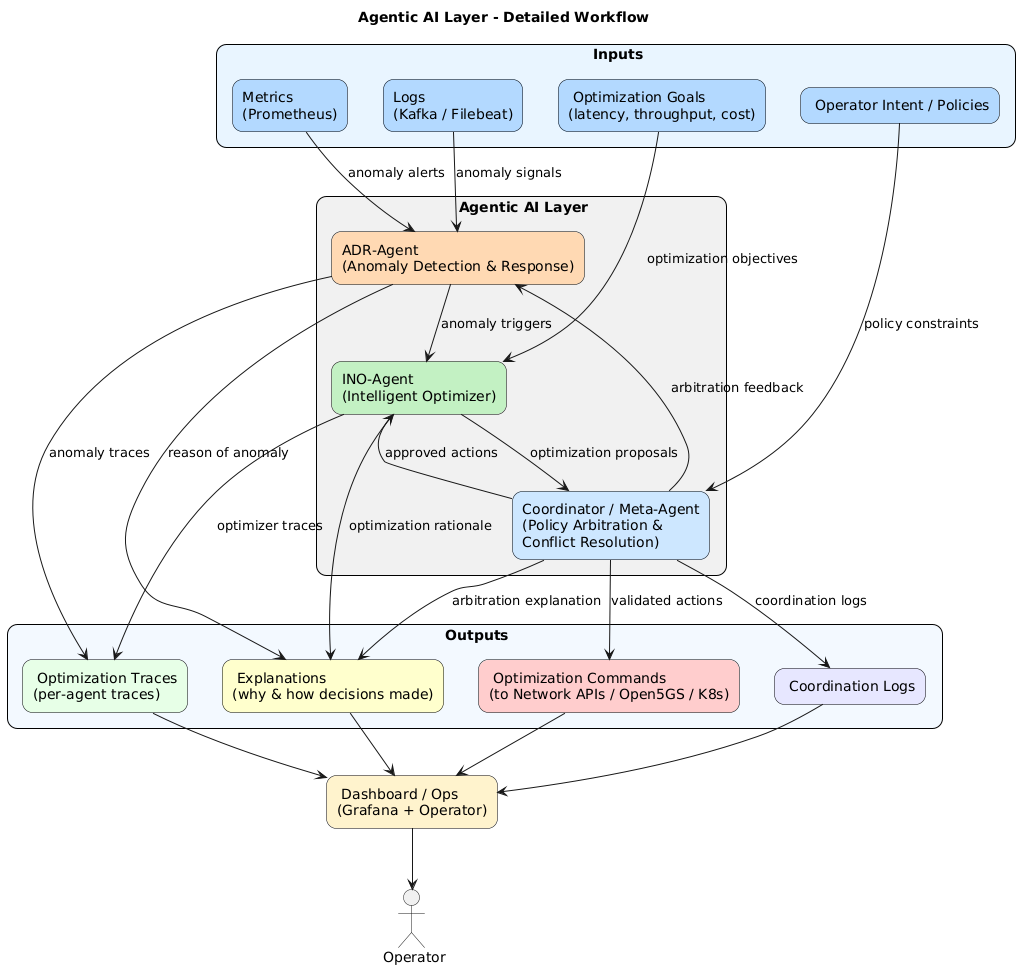 Agentic AI Layer - Detailed Workflow
Inputs
Metrics
(Prometheus)
Logs
(Kafka / Filebeat)
Optimization Goals
(latency, throughput, cost)
Operator Intent / Policies
anomaly alerts
anomaly signals
Agentic AI Layer
ADR-Agent
(Anomaly Detection & Response)
optimization objectives
anomaly triggers
policy constraints
INO-Agent
(Intelligent Optimizer)
arbitration feedback
anomaly traces
reason of anomaly
approved actions
optimization proposals
Coordinator / Meta-Agent
(Policy Arbitration &
Conflict Resolution)
optimizer traces
optimization rationale
arbitration explanation
validated actions
coordination logs
Outputs
Optimization Traces
(per-agent traces)
Explanations
(why & how decisions made)
Optimization Commands
(to Network APIs / Open5GS / K8s)
Coordination Logs
Dashboard / Ops
(Grafana + Operator)
Operator